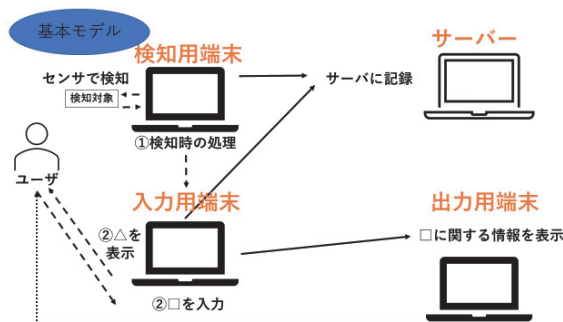 基本モデル
検知用端末
サーバー
センサで検知
検知対象
サーバに記録
①検知時の処理
ユーザ
入力用端末
出力用端末
②△を
表示
□に関する情報を表示
②□を入力